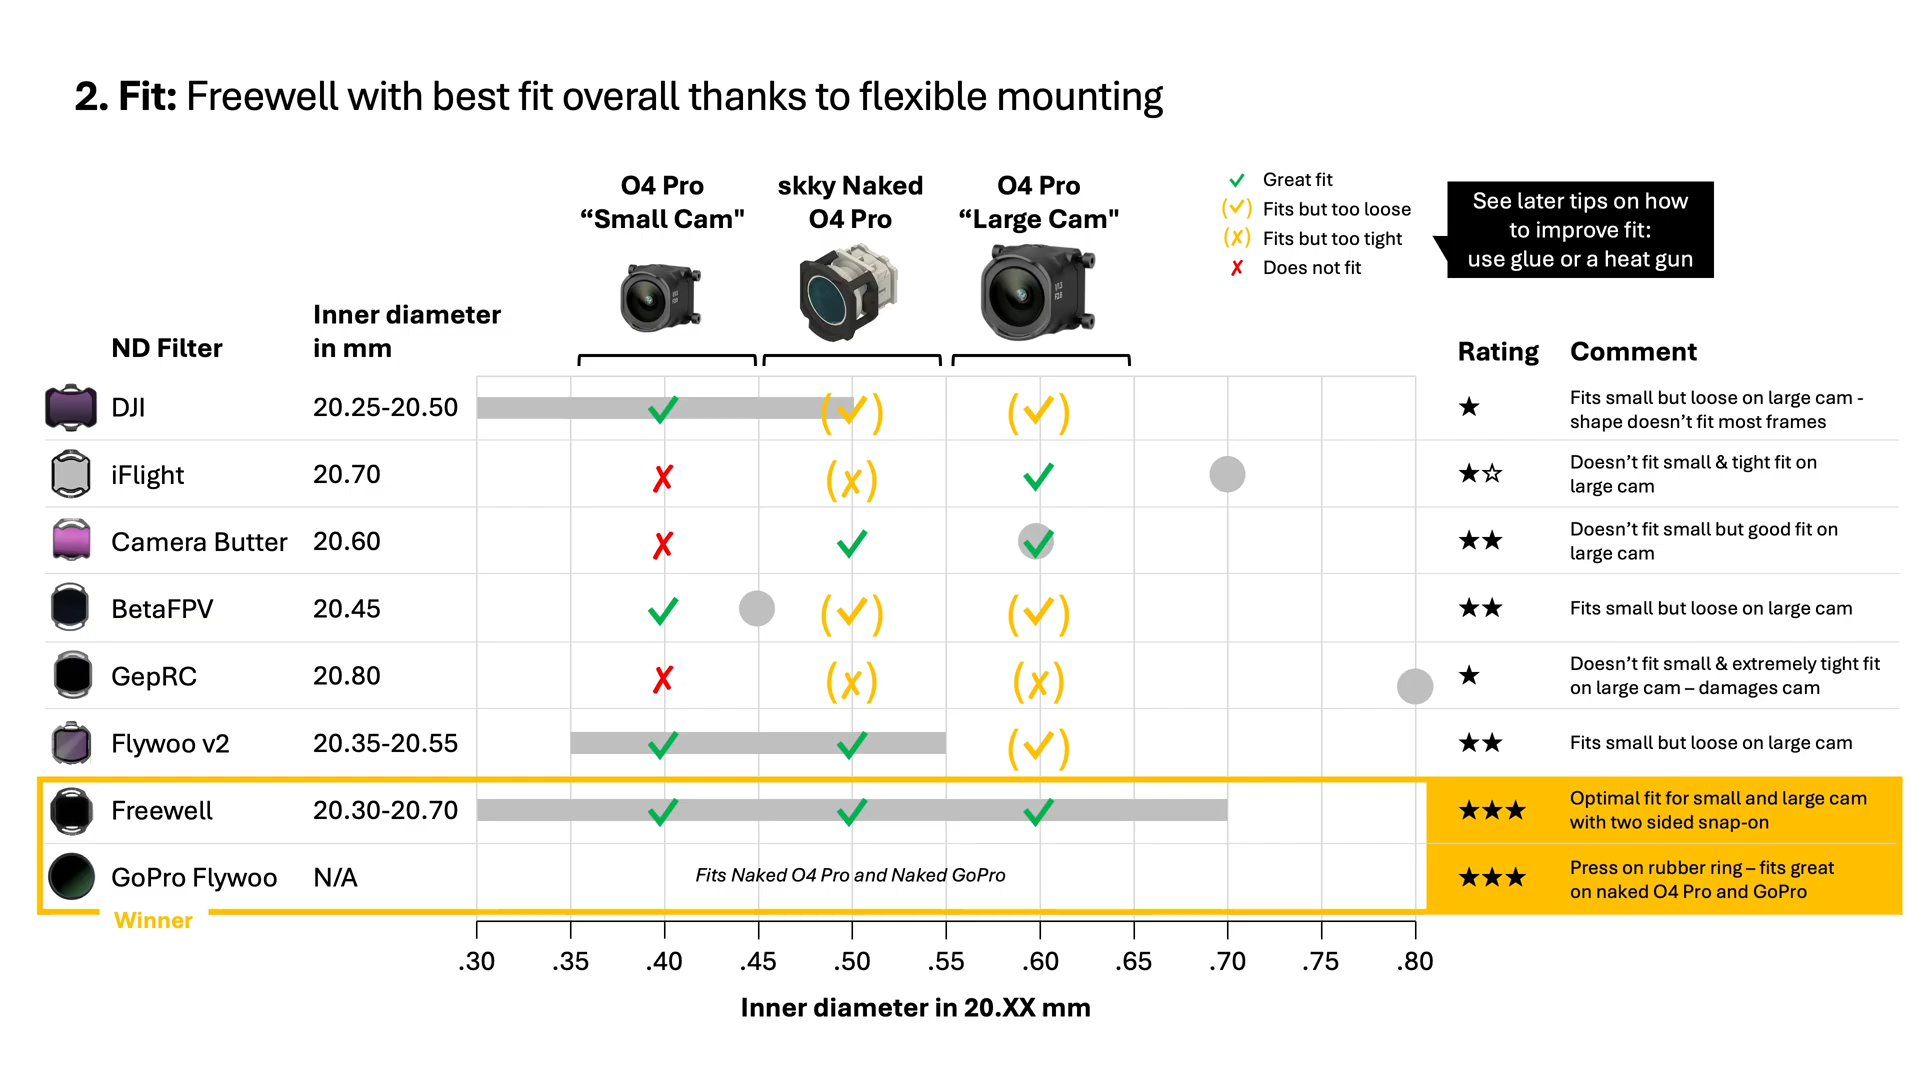 2. Fit: Freewell with best fit overall thanks to flexible mounting
O4 Pro
“Small Cam"
skky Naked
O4 Pro
O4 Pro
“Large Cam"
Great fit
Fits but too loose
Fits but too tight
Does not fit
See later tips on how
to improve fit:
use glue or a heat gun
ND Filter
Inner diameter
in mm
Rating
Comment
DJI
20.25-20.50
Fits small but loose on large cam -
shape doesn’t fit most frames
iFlight
20.70
Doesn’t fit small & tight fit on
large cam
Camera Butter
20.60
Doesn’t fit small but good fit on
large cam
BetaFPV
20.45
Fits small but loose on large cam
GepRC
20.80
Doesn’t fit small & extremely tight fit
on large cam – damages cam
Flywoo v2
20.35-20.55
Fits small but loose on large cam
Freewell
20.30-20.70
Optimal fit for small and large cam
with two sided snap-on
GoPro Flywoo
N/A
Fits Naked O4 Pro and Naked GoPro
Press on rubber ring – fits great
on naked O4 Pro and GoPro
Winner
.30 .35 .40 .45 .50 .55 .60 .65 .70 .75 .80
Inner diameter in 20.XX mm